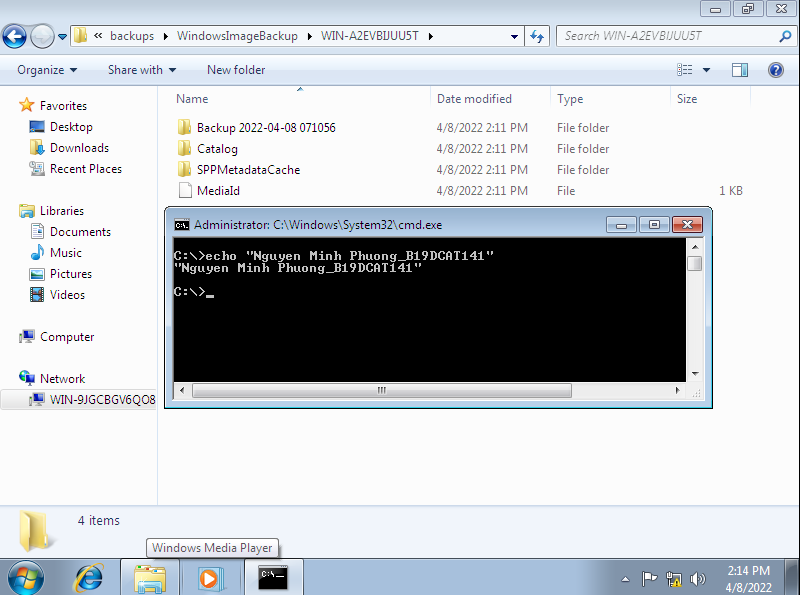 « backups ▸ WindowsImageBackup ▸ WIN-A2EVBIJUU5T ▸
Search WIN-A2EVBIJUU5T
Organize Share with New folder
Name Date modified Type Size
Favorites
Desktop
Downloads
Recent Places
Libraries
Documents
Music
Pictures
Videos
Computer
Network
WIN-9JGCBGV6QO8
Backup 2022-04-08 071056 4/8/2022 2:11 PM File folder
Catalog 4/8/2022 2:11 PM File folder
SPPMetadataCache 4/8/2022 2:11 PM File folder
MediaId 4/8/2022 2:11 PM File 1 KB
Administrator: C:\Windows\System32\cmd.exe
C:\>echo "Nguyen Minh Phuong_B19DCAT141"
"Nguyen Minh Phuong_B19DCAT141"
C:\>_
4 items
Windows Media Player
C:\_
2:14 PM
4/8/2022